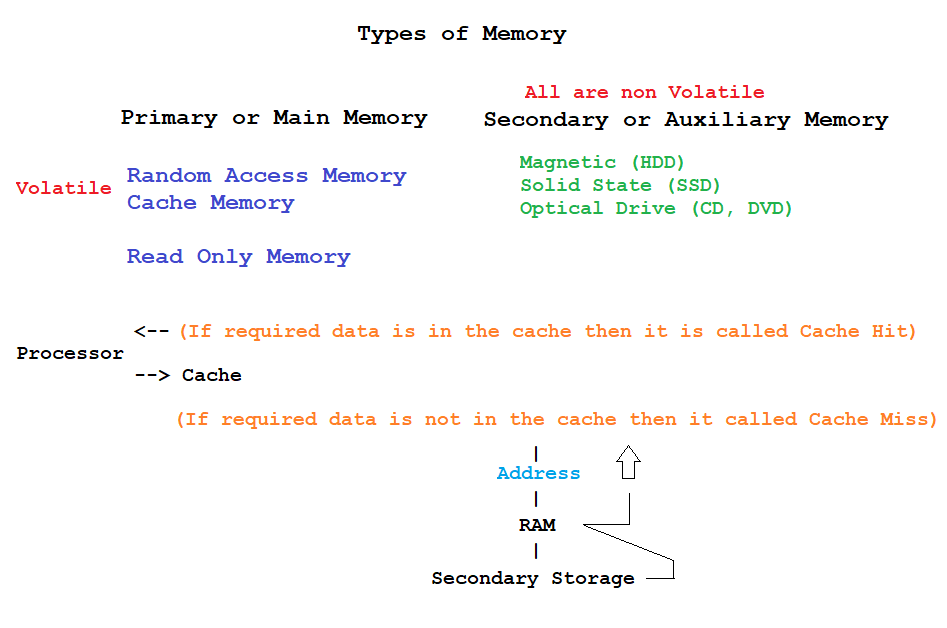 Types of Memory
All are non Volatile
Primary or Main Memory
Secondary or Auxiliary Memory
Volatile
Random Access Memory
Cache Memory
Read Only Memory
Magnetic (HDD)
Solid State (SSD)
Optical Drive (CD, DVD)
<-- (If required data is in the cache then it is called Cache Hit)
Processor
--> Cache
(If required data is not in the cache then it called Cache Miss)
|
Address
|
RAM
|
Secondary Storage